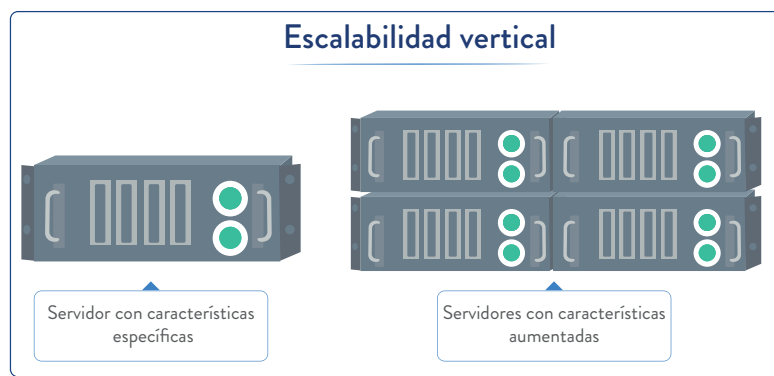 Escalabilidad vertical
Servidor con características
específicas
Servidores con características
aumentadas